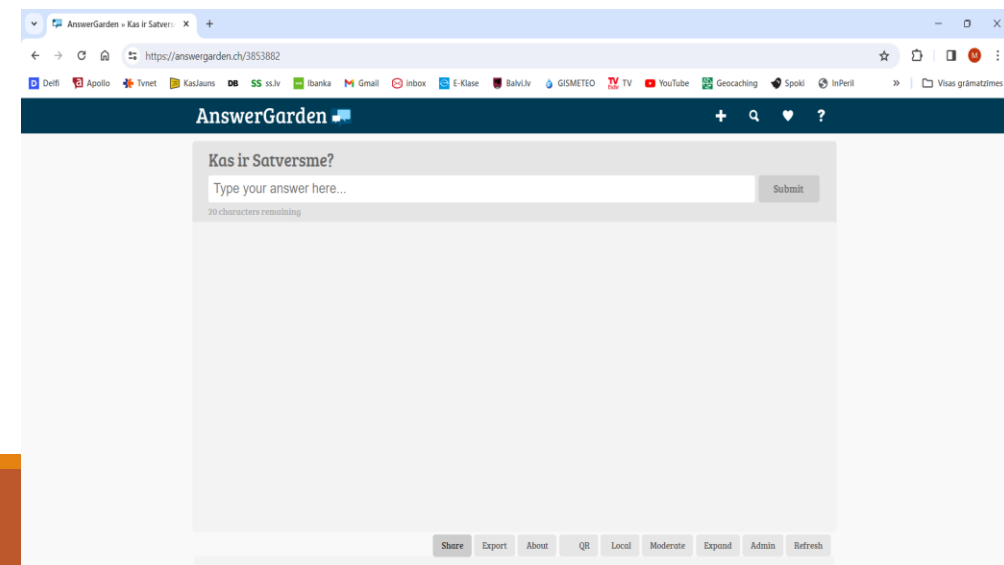 AnswerGarden » Kas ir Satvers
https://answergarden.ch/3853882
Delfi Apollo Tvnet KasJauns DB SS ss.lv Ibanka Gmail inbox E-Klase Balvi.lv GISMETEO TV YouTube Geocaching Spoki InPeril » Visas grāmatzīmes
AnswerGarden
Kas ir Satversme?
Type your answer here... Submit
20 characters remaining
Share Export About QR Local Moderate Expand Admin Refresh